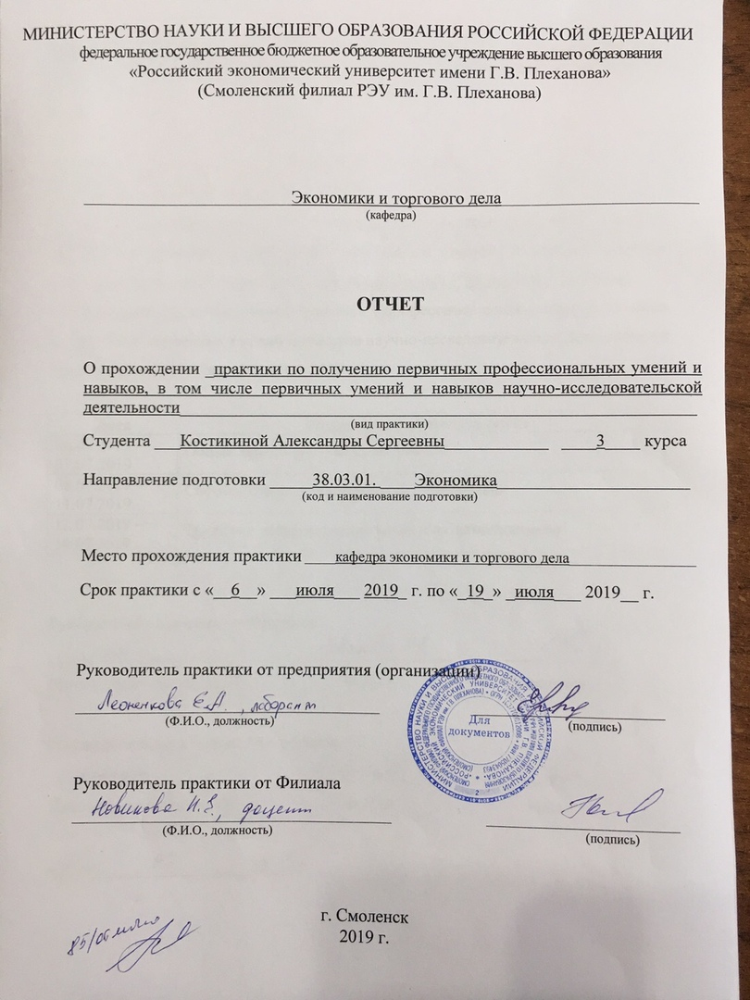 МИНИСТЕРСТВО НАУКИ И ВЫСШЕГО ОБРАЗОВАНИЯ РОССИЙСКОЙ ФЕДЕРАЦИИ
федеральное государственное бюджетное образовательное учреждение высшего образования
«Российский экономический университет имени Г.В. Плеханова»
(Смоленский филиал РЭУ им. Г.В. Плеханова)
Экономики и торгового дела
(кафедра)
ОТЧЕТ
О прохождении практики по получению первичных профессиональных умений и
навыков, в том числе первичных умений и навыков научно-исследовательской
деятельности
(вид практики)
Студента Костикиной Александры Сергеевны 3 курса
Направление подготовки 38.03.01. Экономика
(код и наименование подготовки)
Место прохождения практики кафедра экономики и торгового дела
Срок практики с «6» июля 2019 г. по «19» июля 2019 г.
Руководитель практики от предприятия (организации)
Леоненкова Е.А., лаборант
(Ф.И.О., должность)
(подпись)
Для
документов
Руководитель практики от Филиала
Новикова Н.Е., доцент
(Ф.И.О., должность)
(подпись)
г. Смоленск
2019 г.